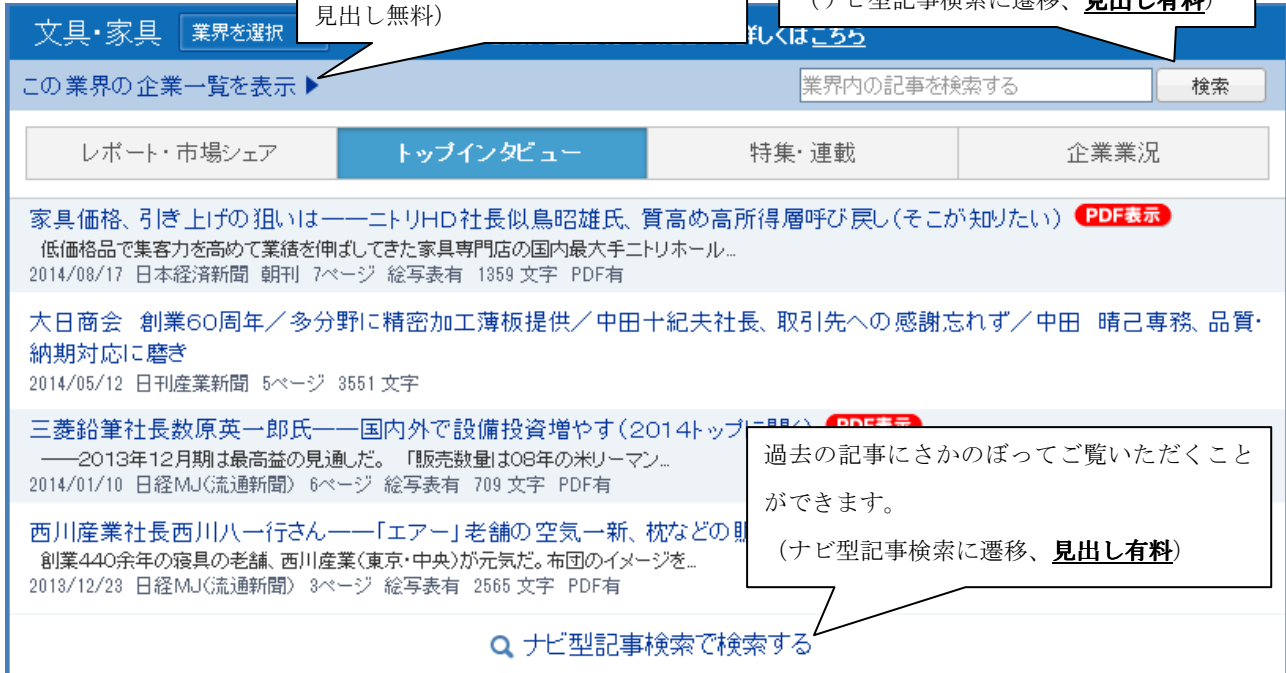 見出し無料）
（ナビ型記事検索に遷移、見出し有料）
文具・家具 業界を選択
詳しくはこちら
この業界の企業一覧を表示▶
業界内の記事を検索する 検索
レポート・市場シェア トップインタビュー 特集・連載 企業業況
家具価格、引き上げの狙いは――ニトリHD社長似鳥昭雄氏、質高め高所得層呼び戻し（そこが知りたい） PDF表示
低価格品で集客力を高めて業績を伸ばしてきた家具専門店の国内最大手ニトリホール…
2014/08/17 日本経済新聞 朝刊 7ページ 絵写表有 1359 文字 PDF有
大日商会 創業60周年／多分野に精密加工薄板提供／中田十紀夫社長、取引先への感謝忘れず／中田 晴己専務、品質・
納期対応に磨き
2014/05/12 日刊産業新聞 5ページ 3551 文字
三菱鉛筆社長数原英一郎氏――国内外で設備投資増やす（2014トップに聞く） PDF表示
――2013年12月期は最高益の見通しだ。 「販売数量は08年の米リーマン…
2014/01/10 日経MJ（流通新聞） 6ページ 絵写表有 709 文字 PDF有
西川産業社長西川八一行さん――「エアー」老舗の空気一新、枕などの
創業440余年の寝具の老舗、西川産業（東京・中央）が元気だ。布団のイメージを…
2013/12/23 日経MJ（流通新聞） 3ページ 絵写表有 2565 文字 PDF有
過去の記事にさかのぼってご覧いただくこと
ができます。
（ナビ型記事検索に遷移、見出し有料）
ナビ型記事検索で検索する